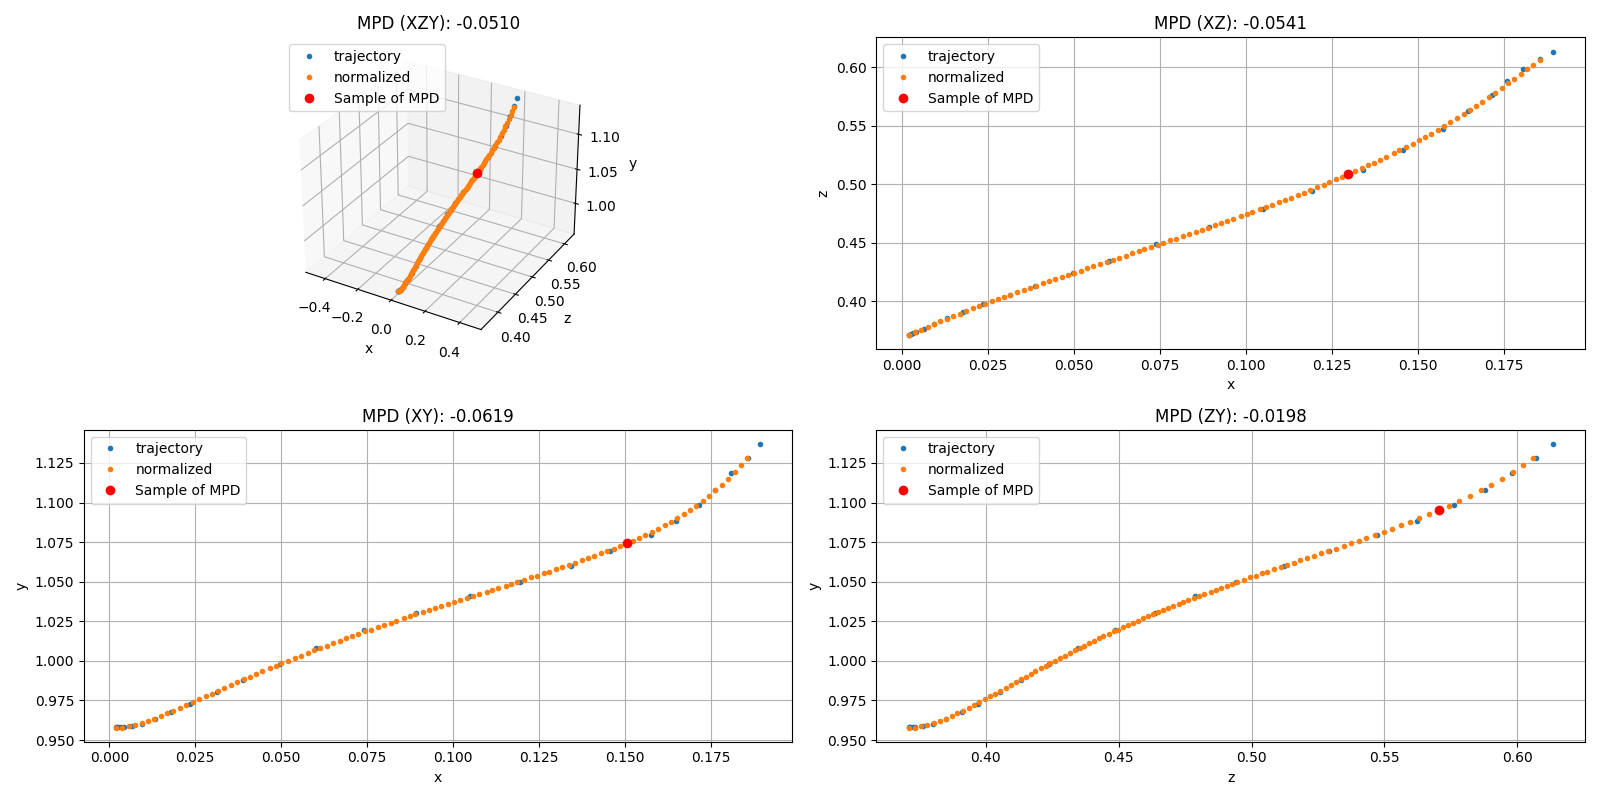 MPD (XZY): -0.0510
trajectory
normalized
Sample of MPD
1.10
1.05
1.00
y
0.60
0.55
0.50
0.45
0.40
z
−0.4
−0.2
0.0
0.2
0.4
x
MPD (XZ): -0.0541
trajectory
normalized
Sample of MPD
0.60
0.55
0.50
0.45
0.40
z
0.000 0.025 0.050 0.075 0.100 0.125 0.150 0.175
x
MPD (XY): -0.0619
trajectory
normalized
Sample of MPD
1.125
1.100
1.075
1.050
1.025
1.000
0.975
0.950
y
0.000 0.025 0.050 0.075 0.100 0.125 0.150 0.175
x
MPD (ZY): -0.0198
trajectory
normalized
Sample of MPD
1.125
1.100
1.075
1.050
1.025
1.000
0.975
0.950
y
0.40 0.45 0.50 0.55 0.60
z